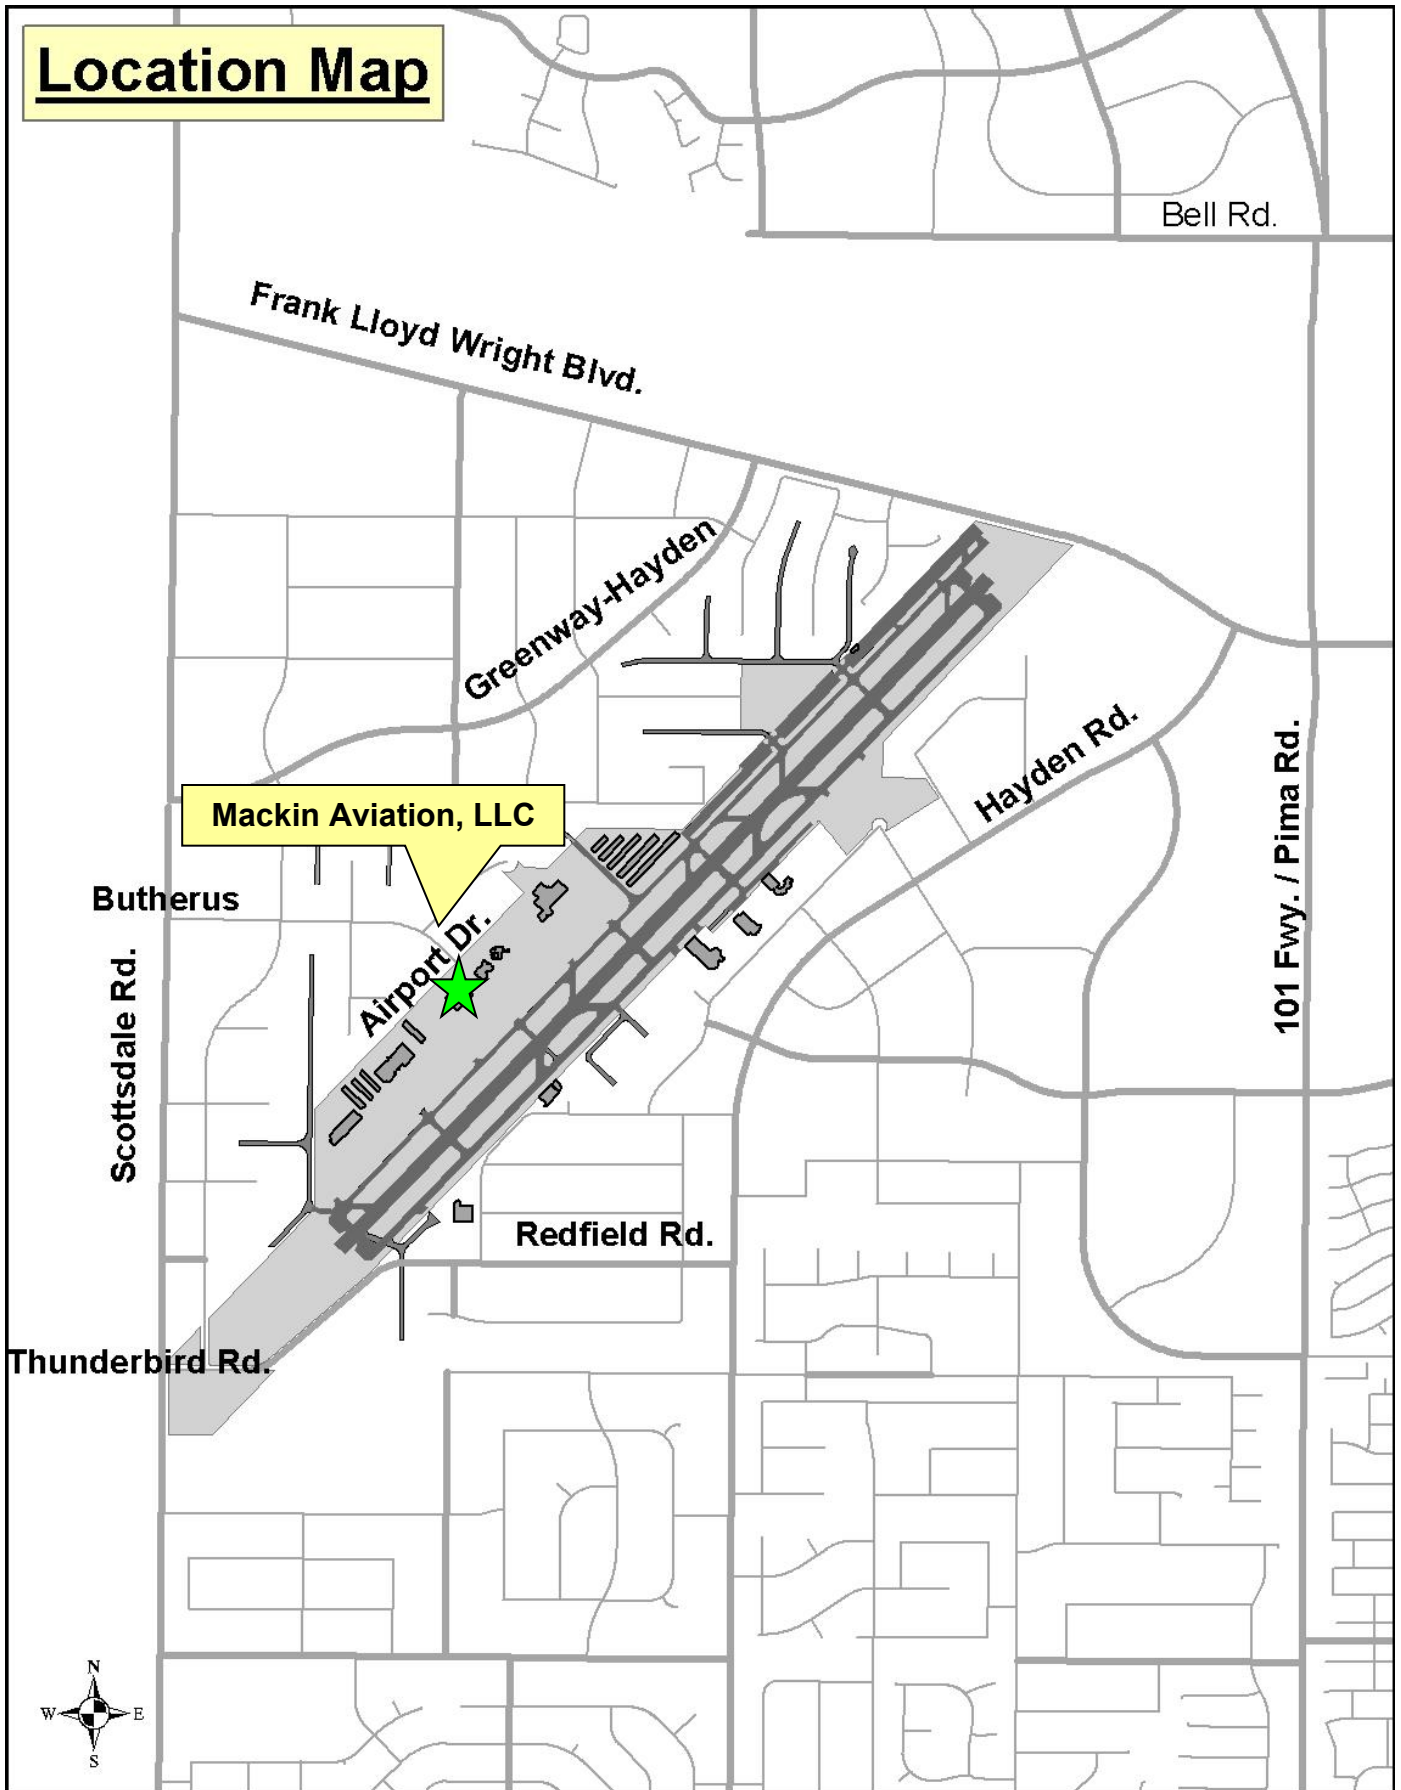 Location Map
Bell Rd.
Frank Lloyd Wright Blvd.
Greenway-Hayden
Hayden Rd.
101 Fwy. / Pima Rd.
Mackin Aviation, LLC
Butherus
Airport Dr.
Scottsdale Rd.
Redfield Rd.
Thunderbird Rd.
N
W E
S